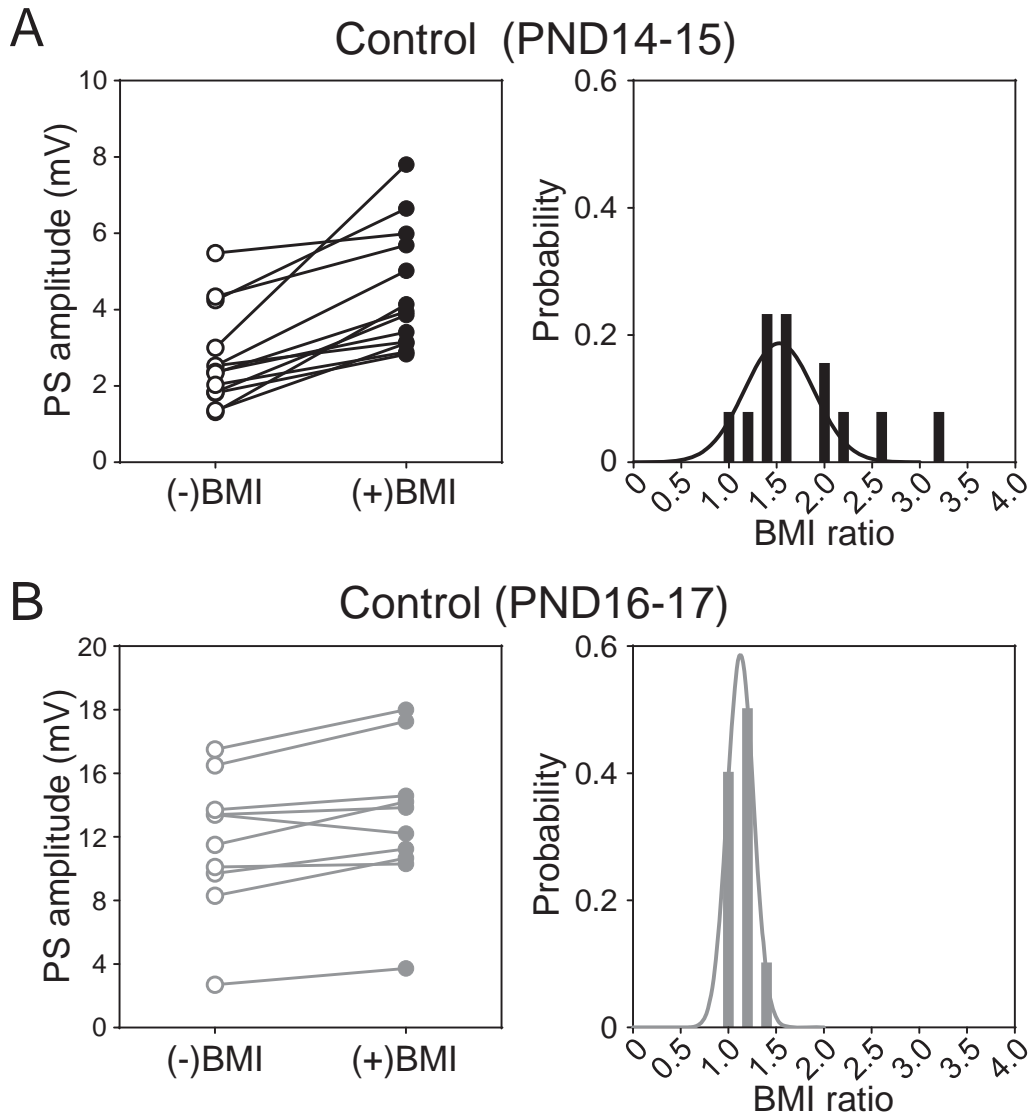 A
Control (PND14-15)
PS amplitude (mV)
10
8
6
4
2
0
(-)BMI (+)BMI
Probability
0.6
0.4
0.2
0
0 0.5 1.0 1.5 2.0 2.5 3.0 3.5 4.0
BMI ratio
B
Control (PND16-17)
PS amplitude (mV)
20
18
16
12
8
4
0
(-)BMI (+)BMI
Probability
0.6
0.4
0.2
0
0 0.5 1.0 1.5 2.0 2.5 3.0 3.5 4.0
BMI ratio